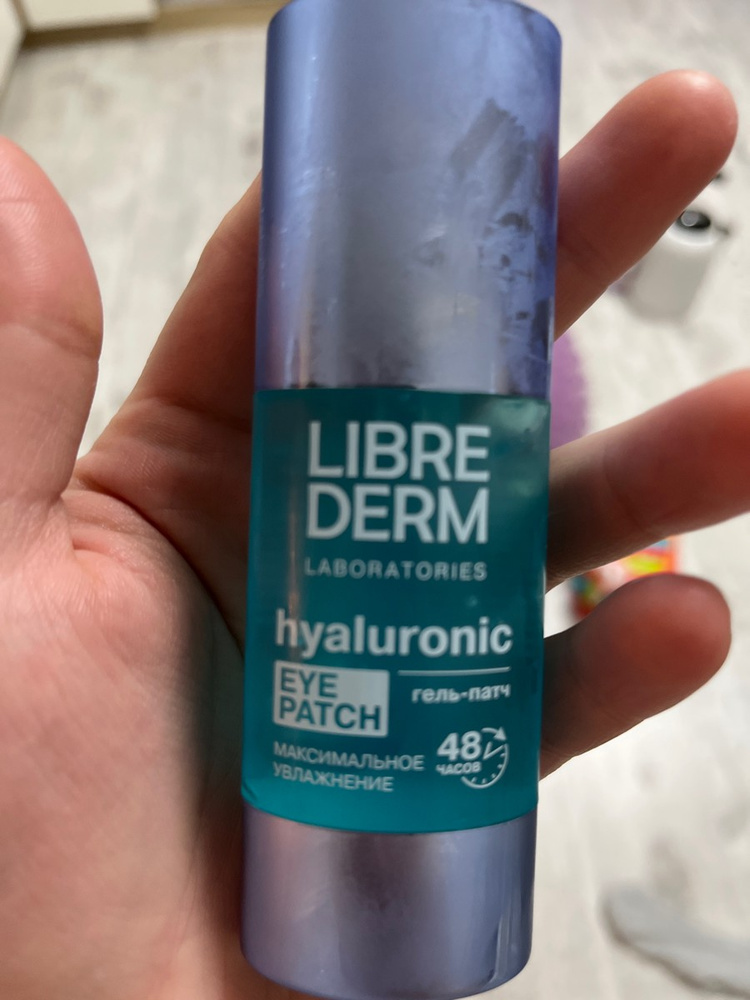 LIBRE
DERM
LABORATORIES
hyaluronic
EYE
PATCH
гель-патч
МАКСИМАЛЬНОЕ
УВЛАЖНЕНИЕ
48
ЧАСОВ